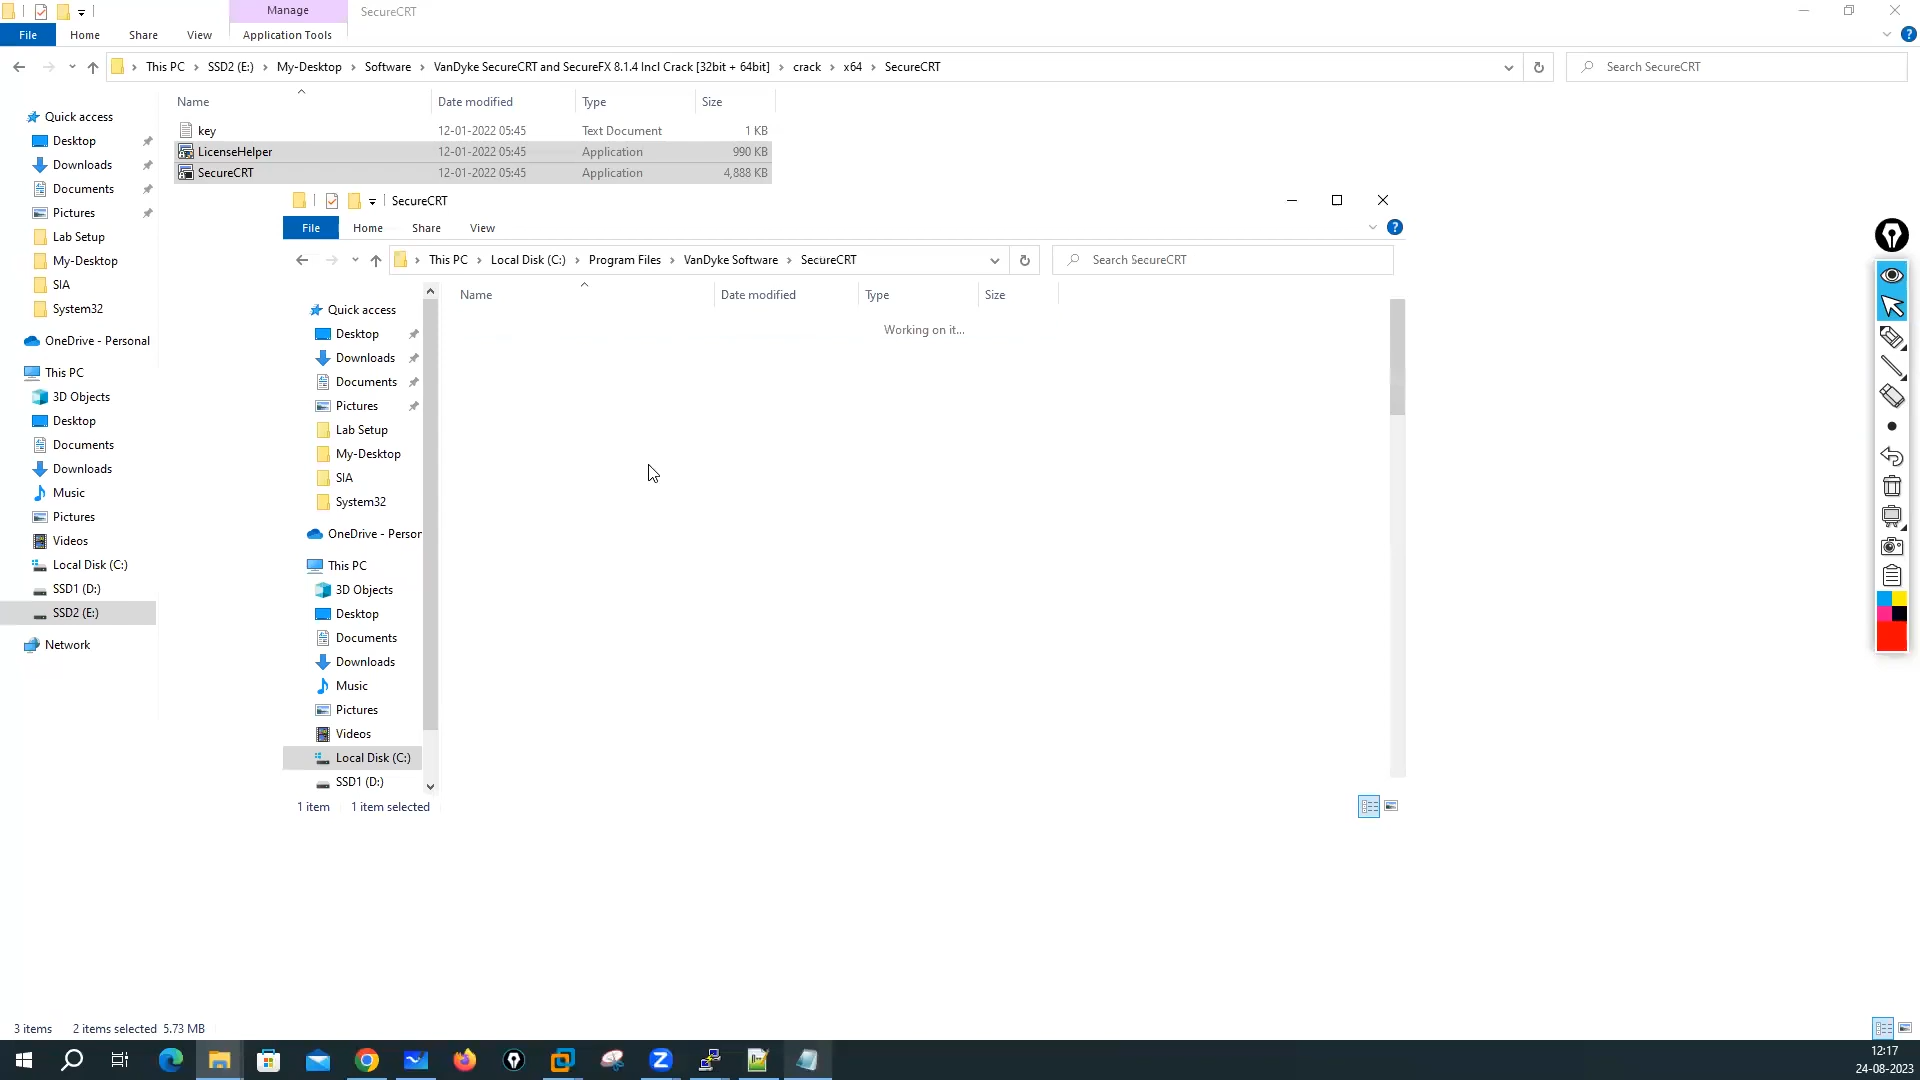 Manage
SecureCRT
File
Home
Share
View
Application Tools
This PC
SSD2 (E:)
My-Desktop
Software
VanDyke SecureCRT and SecureFX 8.1.4 Incl Crack [32bit + 64bit]
crack
x64
SecureCRT
Search SecureCRT
Name
Date modified
Type
Size
Quick access
Desktop
Downloads
Documents
Pictures
Lab Setup
My-Desktop
SIA
System32
OneDrive - Personal
This PC
3D Objects
Desktop
Documents
Downloads
Music
Pictures
Videos
Local Disk (C:)
SSD1 (D:)
SSD2 (E:)
Network
key 12-01-2022 05:45 Text Document 1 KB
LicenseHelper 12-01-2022 05:45 Application 990 KB
SecureCRT 12-01-2022 05:45 Application 4,888 KB
SecureCRT
File
Home
Share
View
This PC
Local Disk (C:)
Program Files
VanDyke Software
SecureCRT
Search SecureCRT
Name
Date modified
Type
Size
Working on it...
Quick access
Desktop
Downloads
Documents
Pictures
Lab Setup
My-Desktop
SIA
System32
OneDrive - Person
This PC
3D Objects
Desktop
Documents
Downloads
Music
Pictures
Videos
Local Disk (C:)
SSD1 (D:)
1 item
1 item selected
3 items
2 items selected 5.73 MB
12:17
24-08-2023